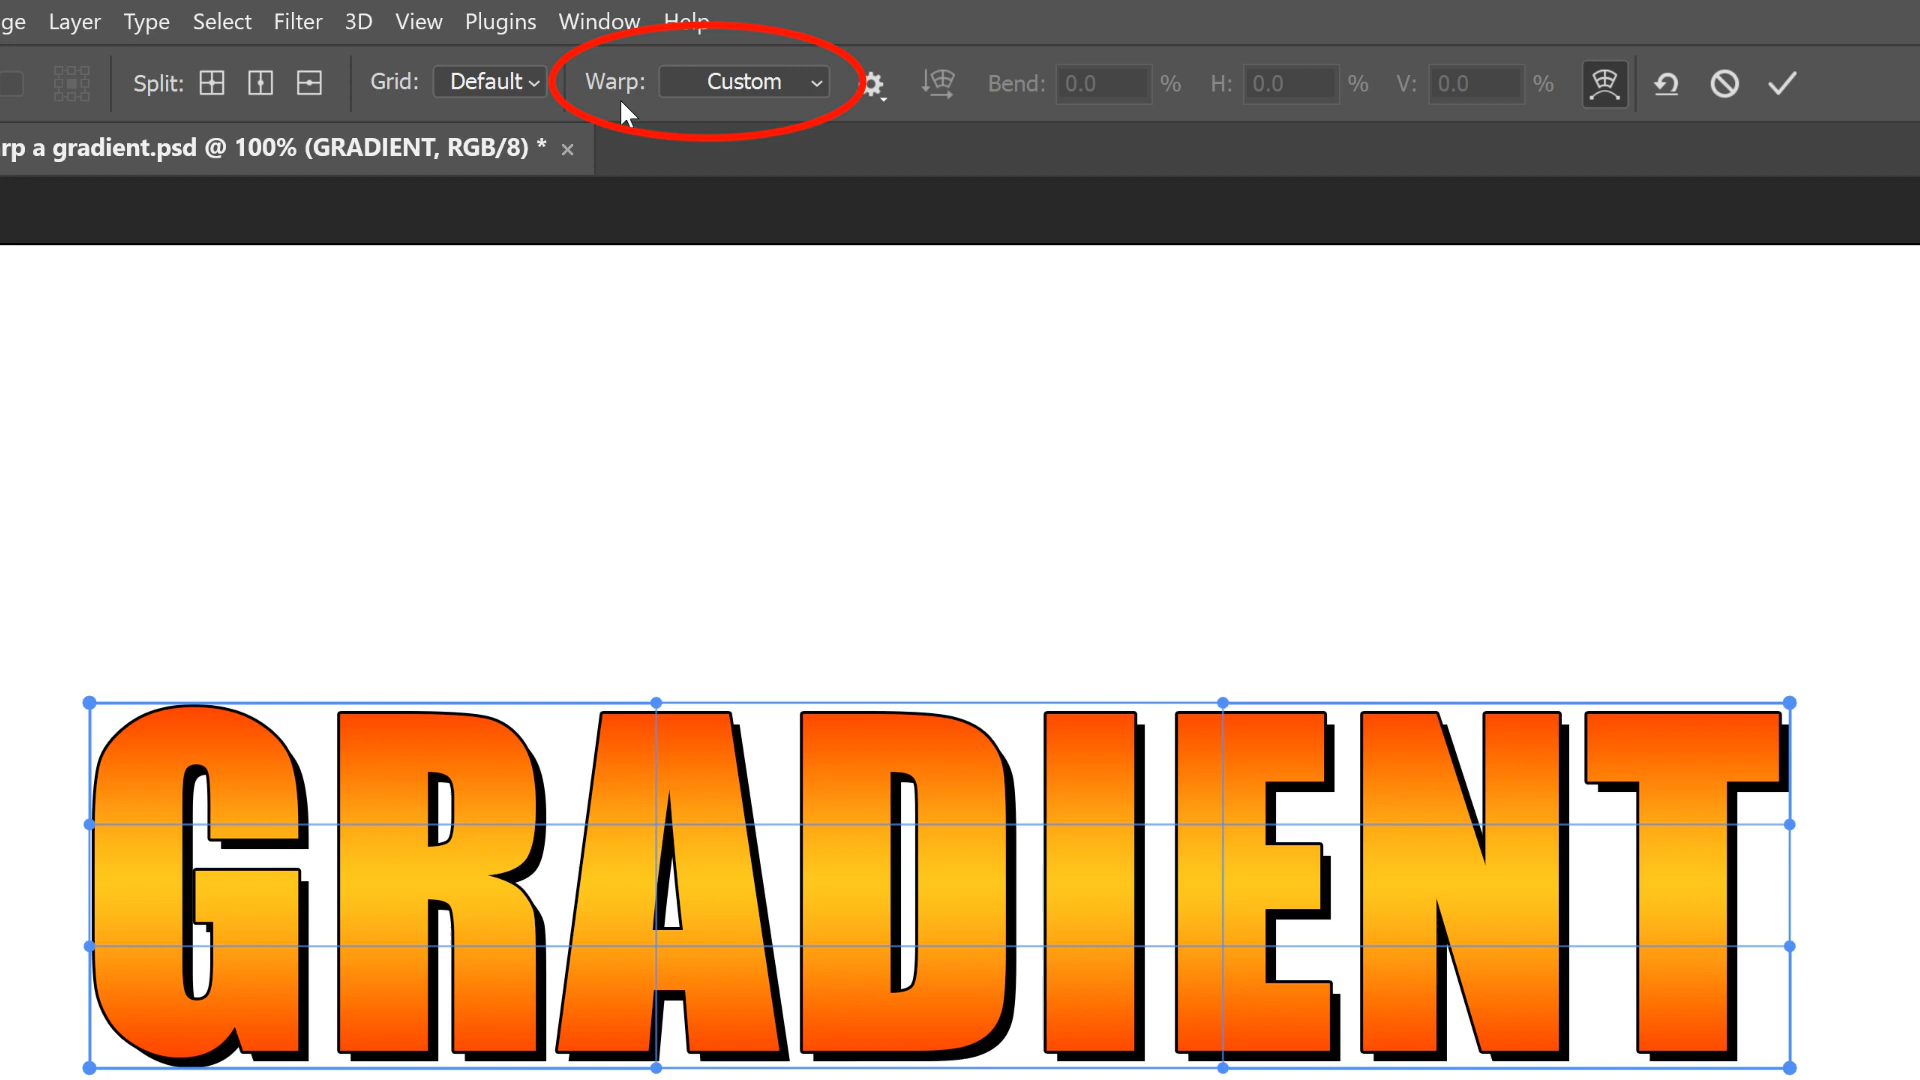 ge Layer Type Select Filter 3D View Plugins Window Help
Split: Grid: Default Warp: Custom Bend: 0.0 % H: 0.0 % V: 0.0 %
rp a gradient.psd @ 100% (GRADIENT, RGB/8) * ×
GRADIENT